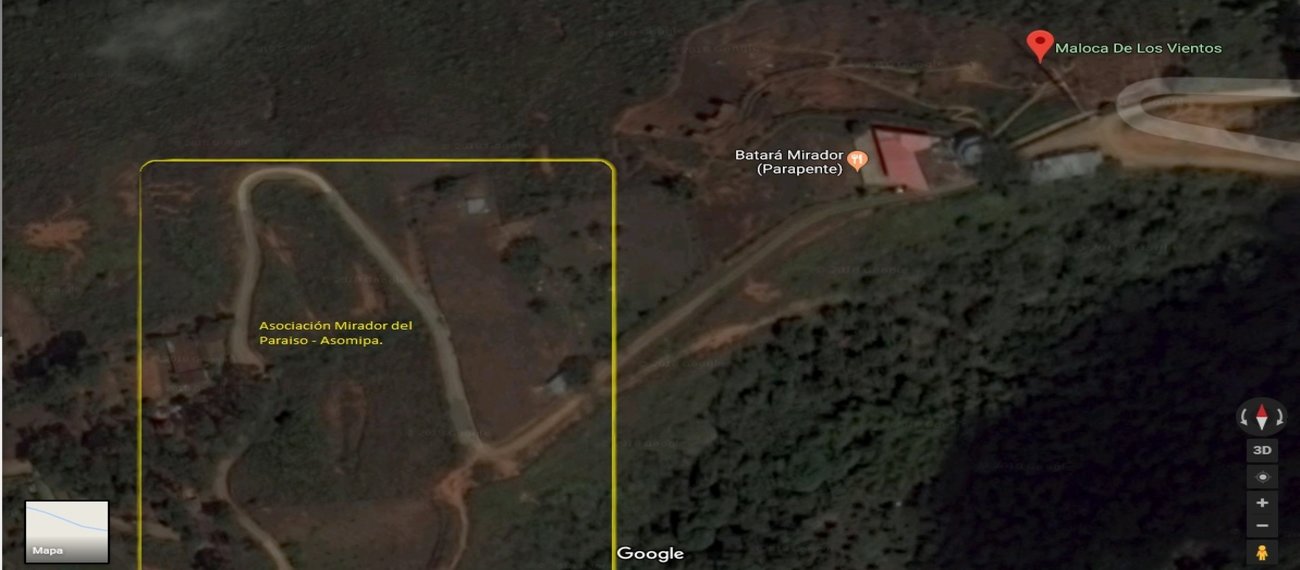 Maloca De Los Vientos
Batará Mirador
(Parapente)
Asociación Mirador del
Paraiso - Asomipa.
3D
Mapa
Google